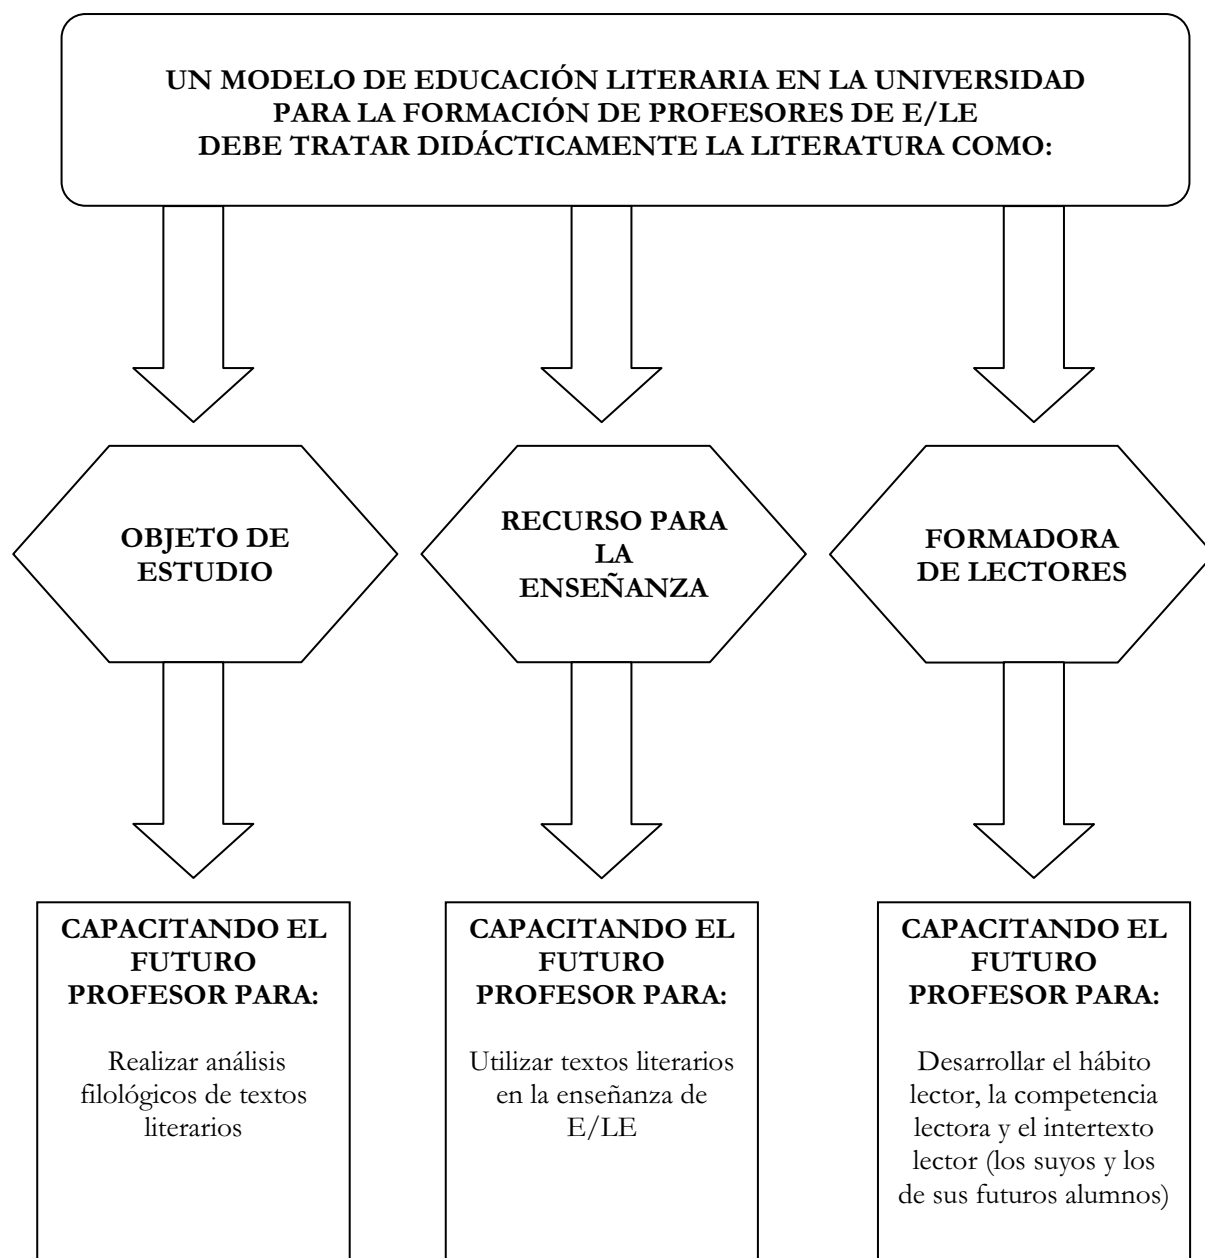 UN MODELO DE EDUCACIÓN LITERARIA EN LA UNIVERSIDAD
PARA LA FORMACIÓN DE PROFESORES DE E/LE
DEBE TRATAR DIDÁCTICAMENTE LA LITERATURA COMO:
OBJETO DE
ESTUDIO
RECURSO PARA
LA
ENSEÑANZA
FORMADORA
DE LECTORES
CAPACITANDO EL
FUTURO
PROFESOR PARA:
Realizar análisis
filológicos de textos
literarios
CAPACITANDO EL
FUTURO
PROFESOR PARA:
Utilizar textos literarios
en la enseñanza de
E/LE
CAPACITANDO EL
FUTURO
PROFESOR PARA:
Desarrollar el hábito
lector, la competencia
lectora y el intertexto
lector (los suyos y los
de sus futuros alumnos)